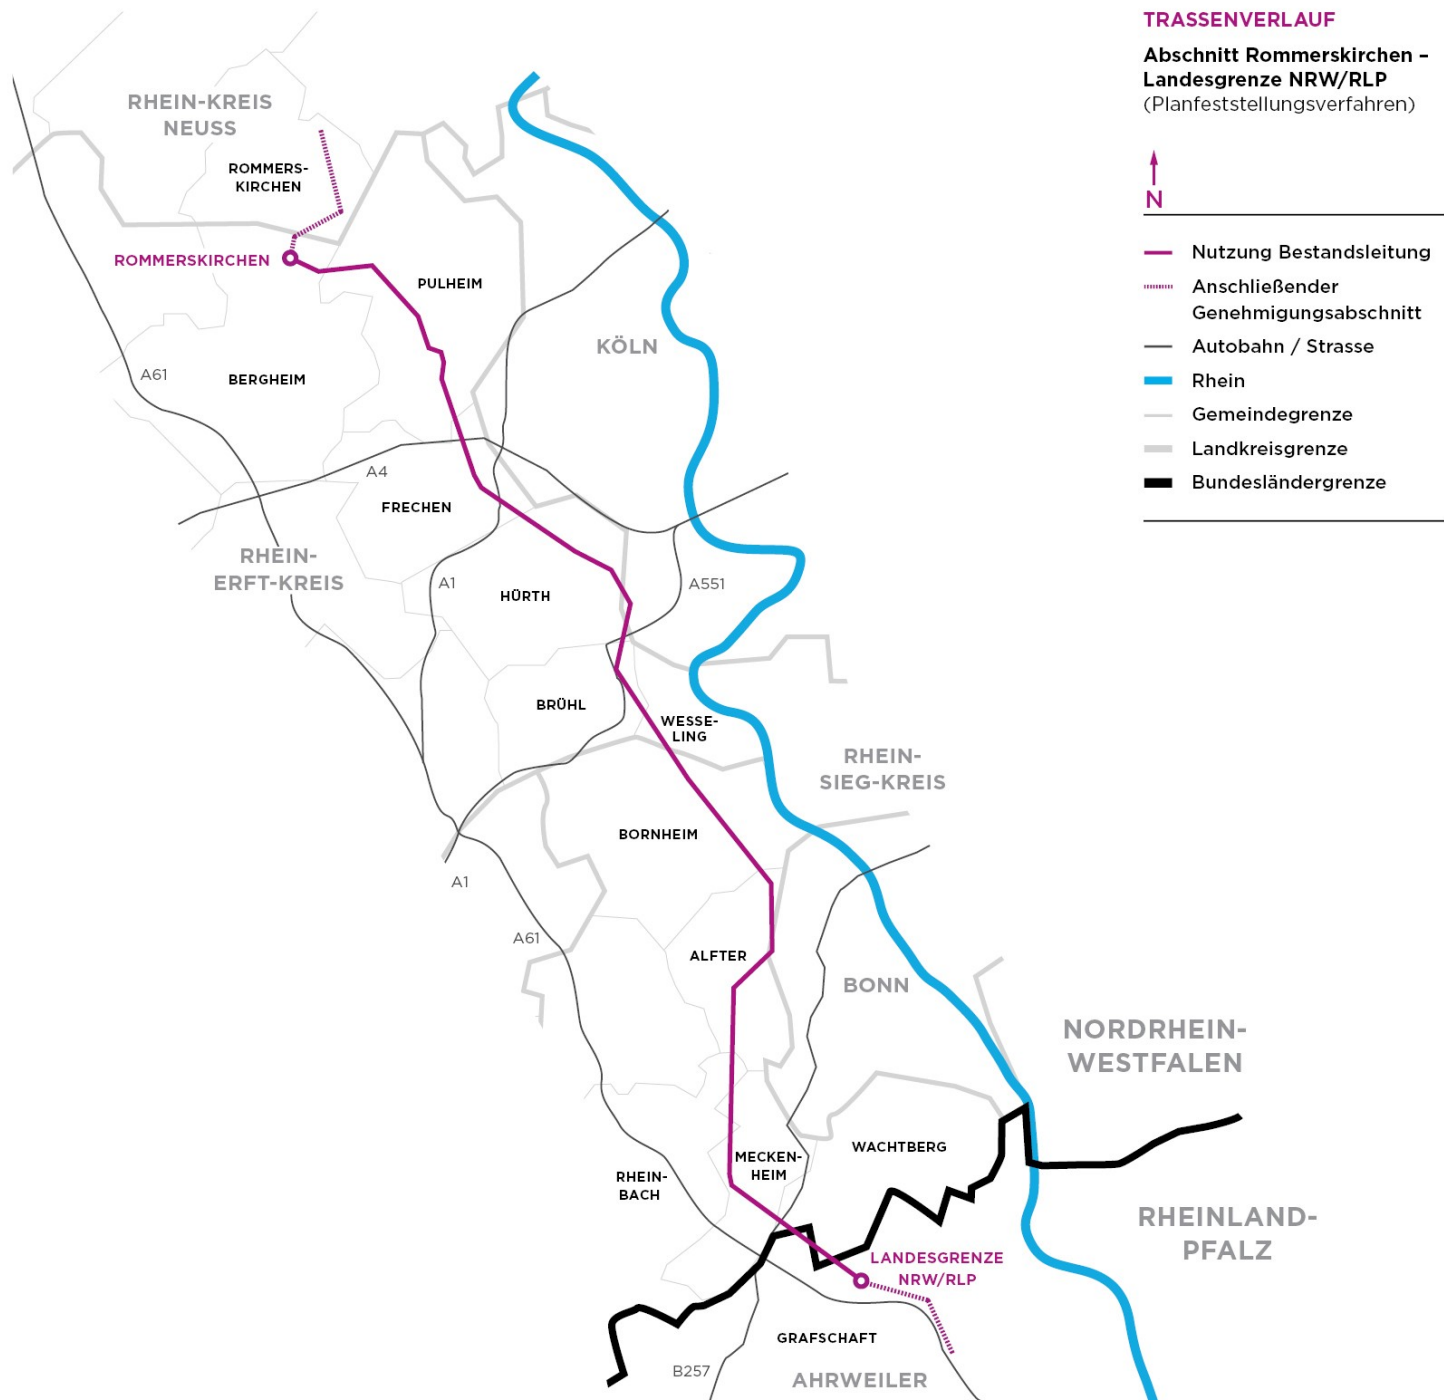 TRASSENVERLAUF
Abschnitt Rommerskirchen –
Landesgrenze NRW/RLP
(Planfeststellungsverfahren)
N
Nutzung Bestandsleitung
Anschließender
Genehmigungsabschnitt
Autobahn / Strasse
Rhein
Gemeindegrenze
Landkreisgrenze
Bundesländergrenze
RHEIN-KREIS
NEUSS
ROMMERS-
KIRCHEN
ROMMERSKIRCHEN
PULHEIM
KÖLN
A61
BERGHEIM
A4
FRECHEN
RHEIN-
ERFT-KREIS
A1
HÜRTH
A551
BRÜHL
WESSE-
LING
RHEIN-
SIEG-KREIS
BORNHEIM
A1
A61
ALFTER
BONN
NORDRHEIN-
WESTFALEN
WACHTBERG
MECKEN-
HEIM
RHEIN-
BACH
RHEINLAND-
PFALZ
LANDESGRENZE
NRW/RLP
GRAFSCHAFT
B257
AHRWEILER